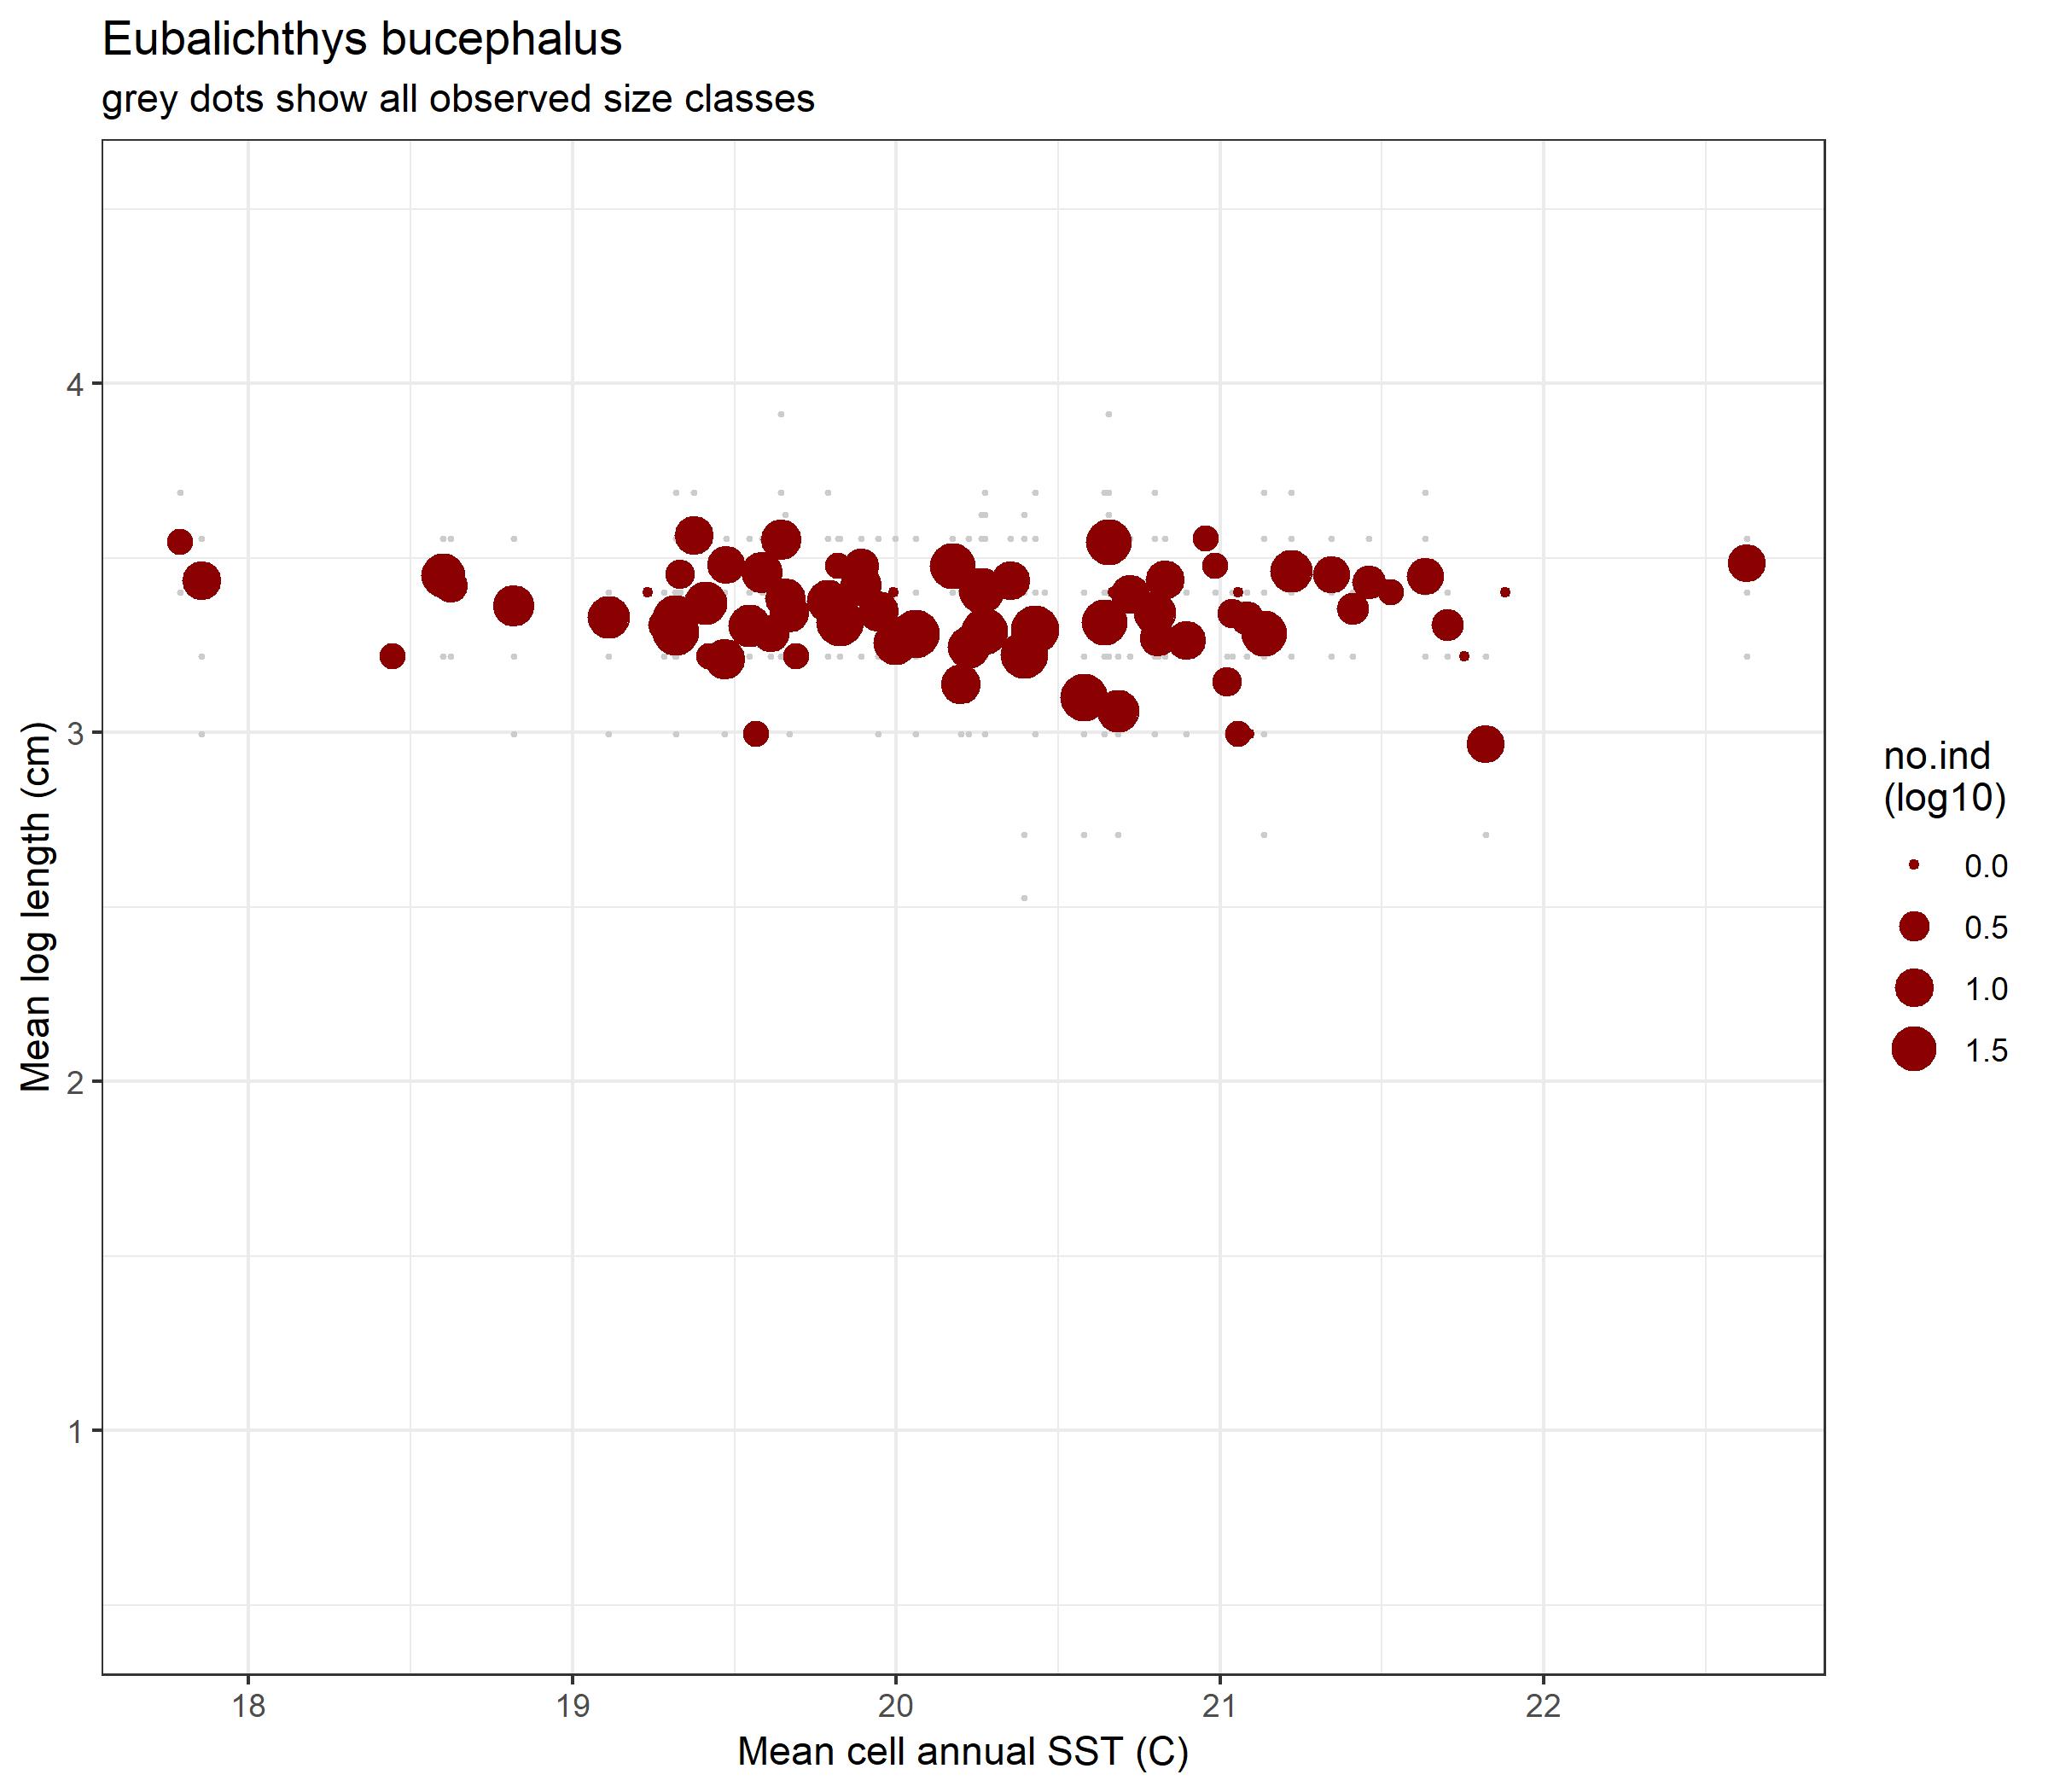 Eubalichthys bucephalus
grey dots show all observed size classes
Mean log length (cm)
4
3
2
1
18 19 20 21 22
Mean cell annual SST (C)
no.ind
(log10)
0.0
0.5
1.0
1.5